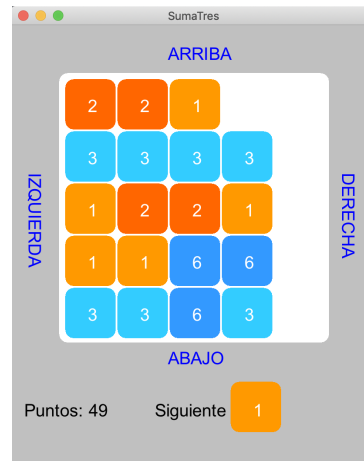 SumaTres
ARRIBA
IZQUIERDA
DERECHA
2 2 1
3 3 3 3
1 2 2 1
1 1 6 6
3 3 6 3
ABAJO
Puntos: 49 Siguiente 1